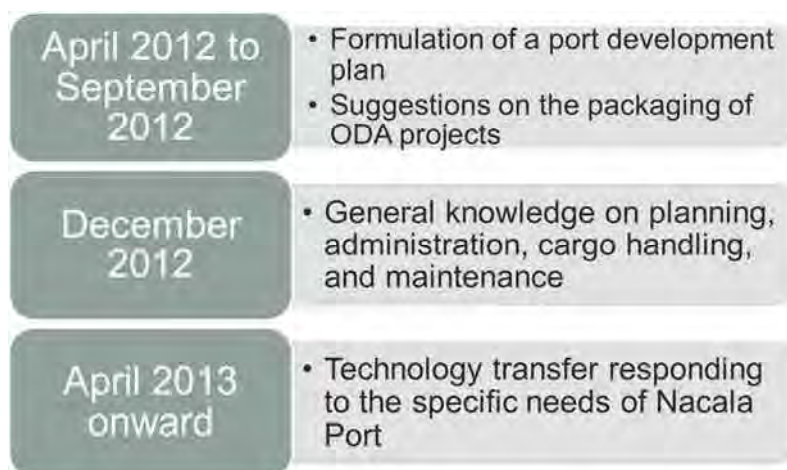 April 2012 to
September
2012
• Formulation of a port development
plan
• Suggestions on the packaging of
ODA projects
December
2012
• General knowledge on planning,
administration, cargo handling,
and maintenance
April 2013
onward
• Technology transfer responding
to the specific needs of Nacala
Port